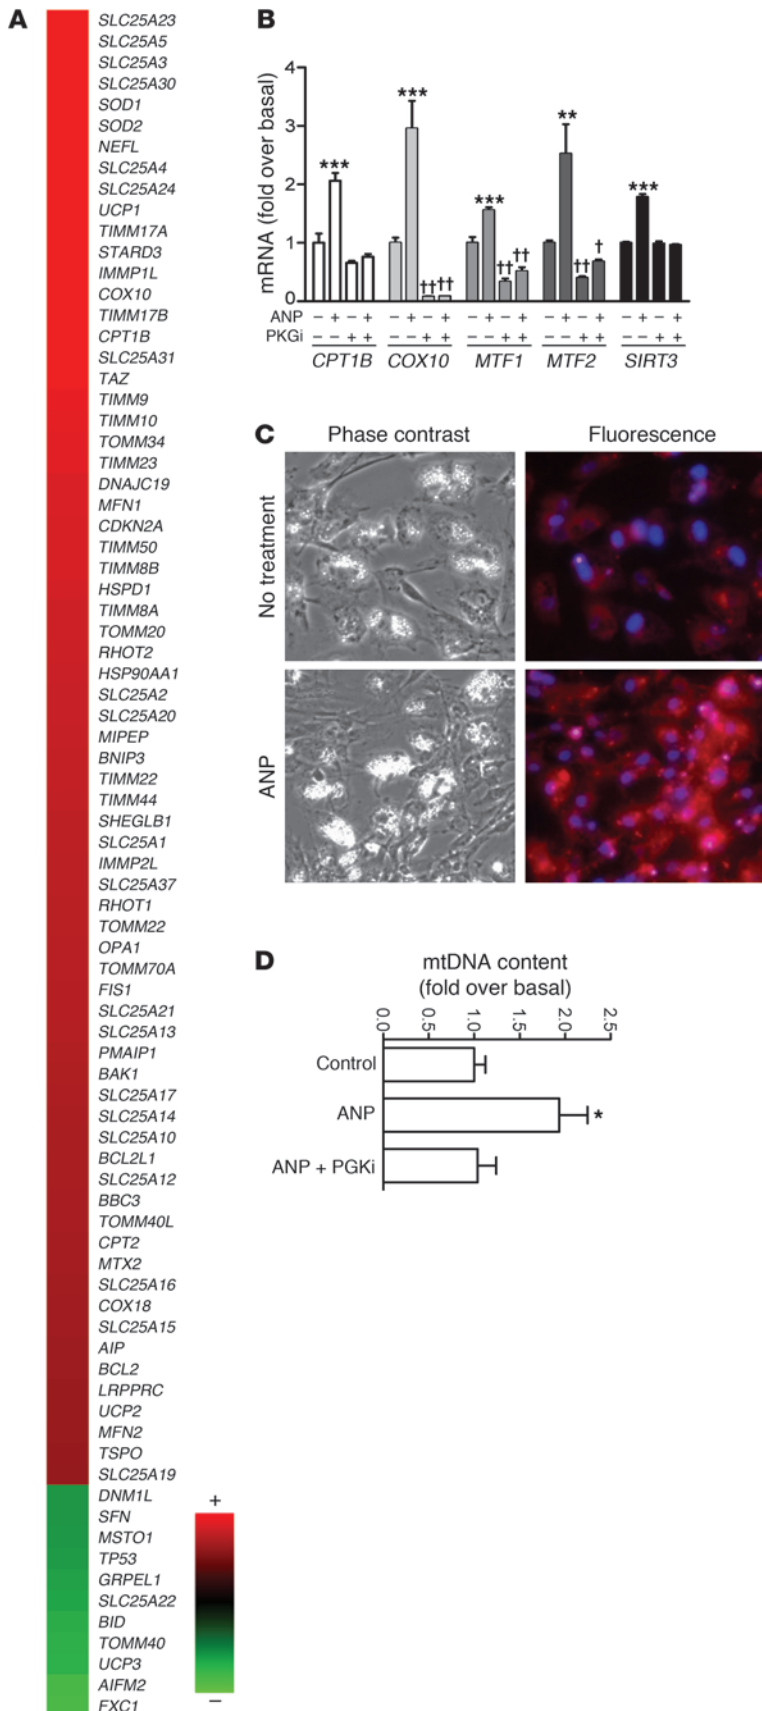 A
SLC25A23
SLC25A5
SLC25A3
SLC25A30
SOD1
SOD2
NEFL
SLC25A4
SLC25A24
UCP1
TIMM17A
STARD3
IMMP1L
COX10
TIMM17B
CPT1B
SLC25A31
TAZ
TIMM9
TIMM10
TOMM34
TIMM23
DNAJC19
MFN1
CDKN2A
TIMM50
TIMM8B
HSPD1
TIMM8A
TOMM20
RHOT2
HSP90AA1
SLC25A2
SLC25A20
MIPEP
BNIP3
TIMM22
TIMM44
SHEGLB1
SLC25A1
IMMP2L
SLC25A37
RHOT1
TOMM22
OPA1
TOMM70A
FIS1
SLC25A21
SLC25A13
PMAIP1
BAK1
SLC25A17
SLC25A14
SLC25A10
BCL2L1
SLC25A12
BBC3
TOMM40L
CPT2
MTX2
SLC25A16
COX18
SLC25A15
AIP
BCL2
LRPPRC
UCP2
MFN2
TSPO
SLC25A19
DNM1L
SFN
MSTO1
TP53
GRPEL1
SLC25A22
BID
TOMM40
UCP3
AIFM2
FXC1
+
−
B
mRNA (fold over basal)
4
3
2
1
0
***
***
†† ††
***
†† ††
**
†† †
***
ANP − + − + − + − + − + − + − + − + − + − +
PKGi − − + + − − + + − − + + − − + + − − + +
CPT1B COX10 MTF1 MTF2 SIRT3
C
Phase contrast Fluorescence
No treatment
ANP
D
mtDNA content
(fold over basal)
0.0 0.5 1.0 1.5 2.0 2.5
Control
ANP *
ANP + PGKi